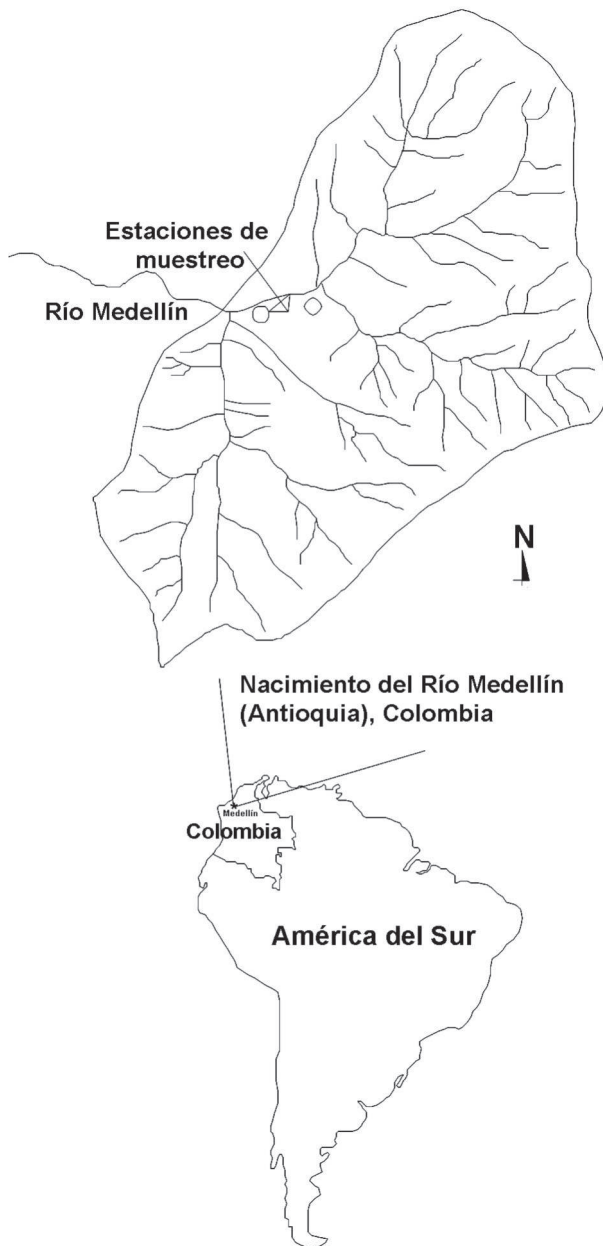 Estaciones de
muestreo
Río Medellín
N
Nacimiento del Río Medellín
(Antioquia), Colombia
Medellín
Colombia
América del Sur